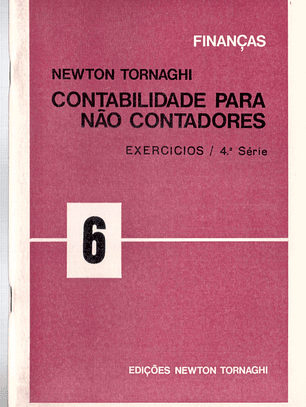 FINANÇAS
NEWTON TORNAGHI
CONTABILIDADE PARA
NÃO CONTADORES
EXERCICIOS / 4.ª Série
6
EDIÇÕES NEWTON TORNAGHI